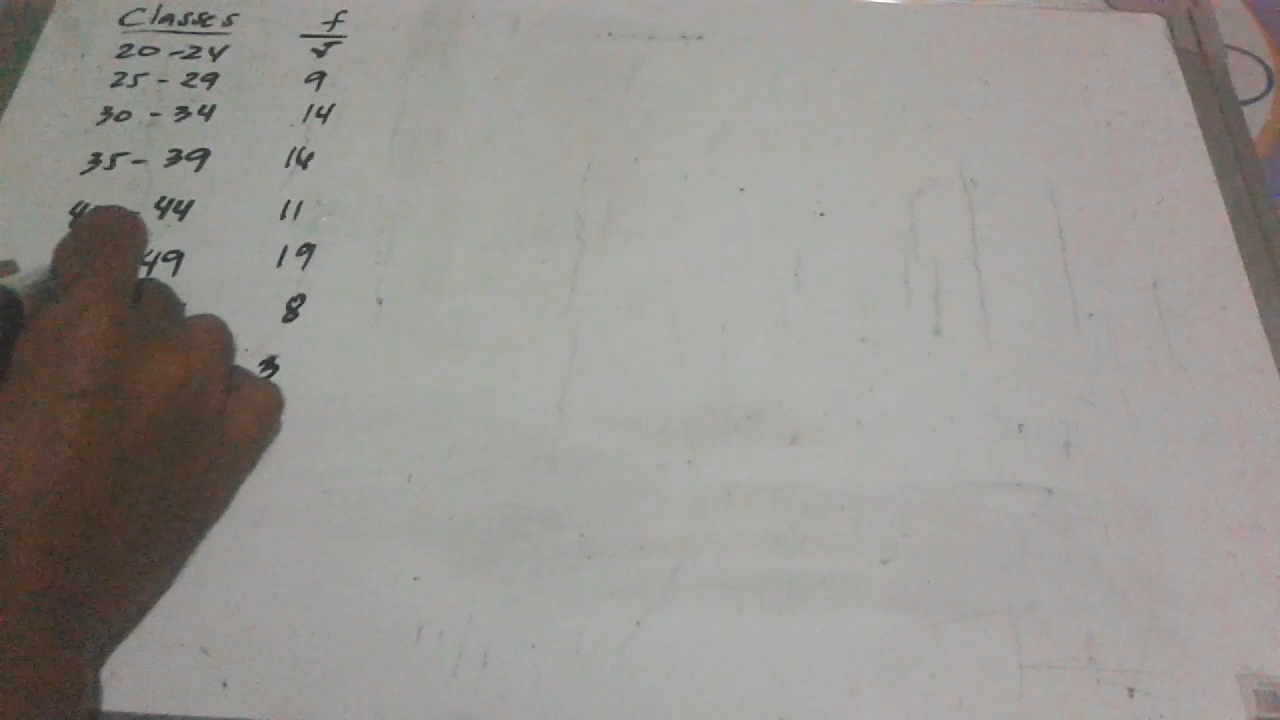 Classes f
20 - 24 5
25 - 29 9
30 - 34 14
35 - 39 16
44 11
49 19
8
3